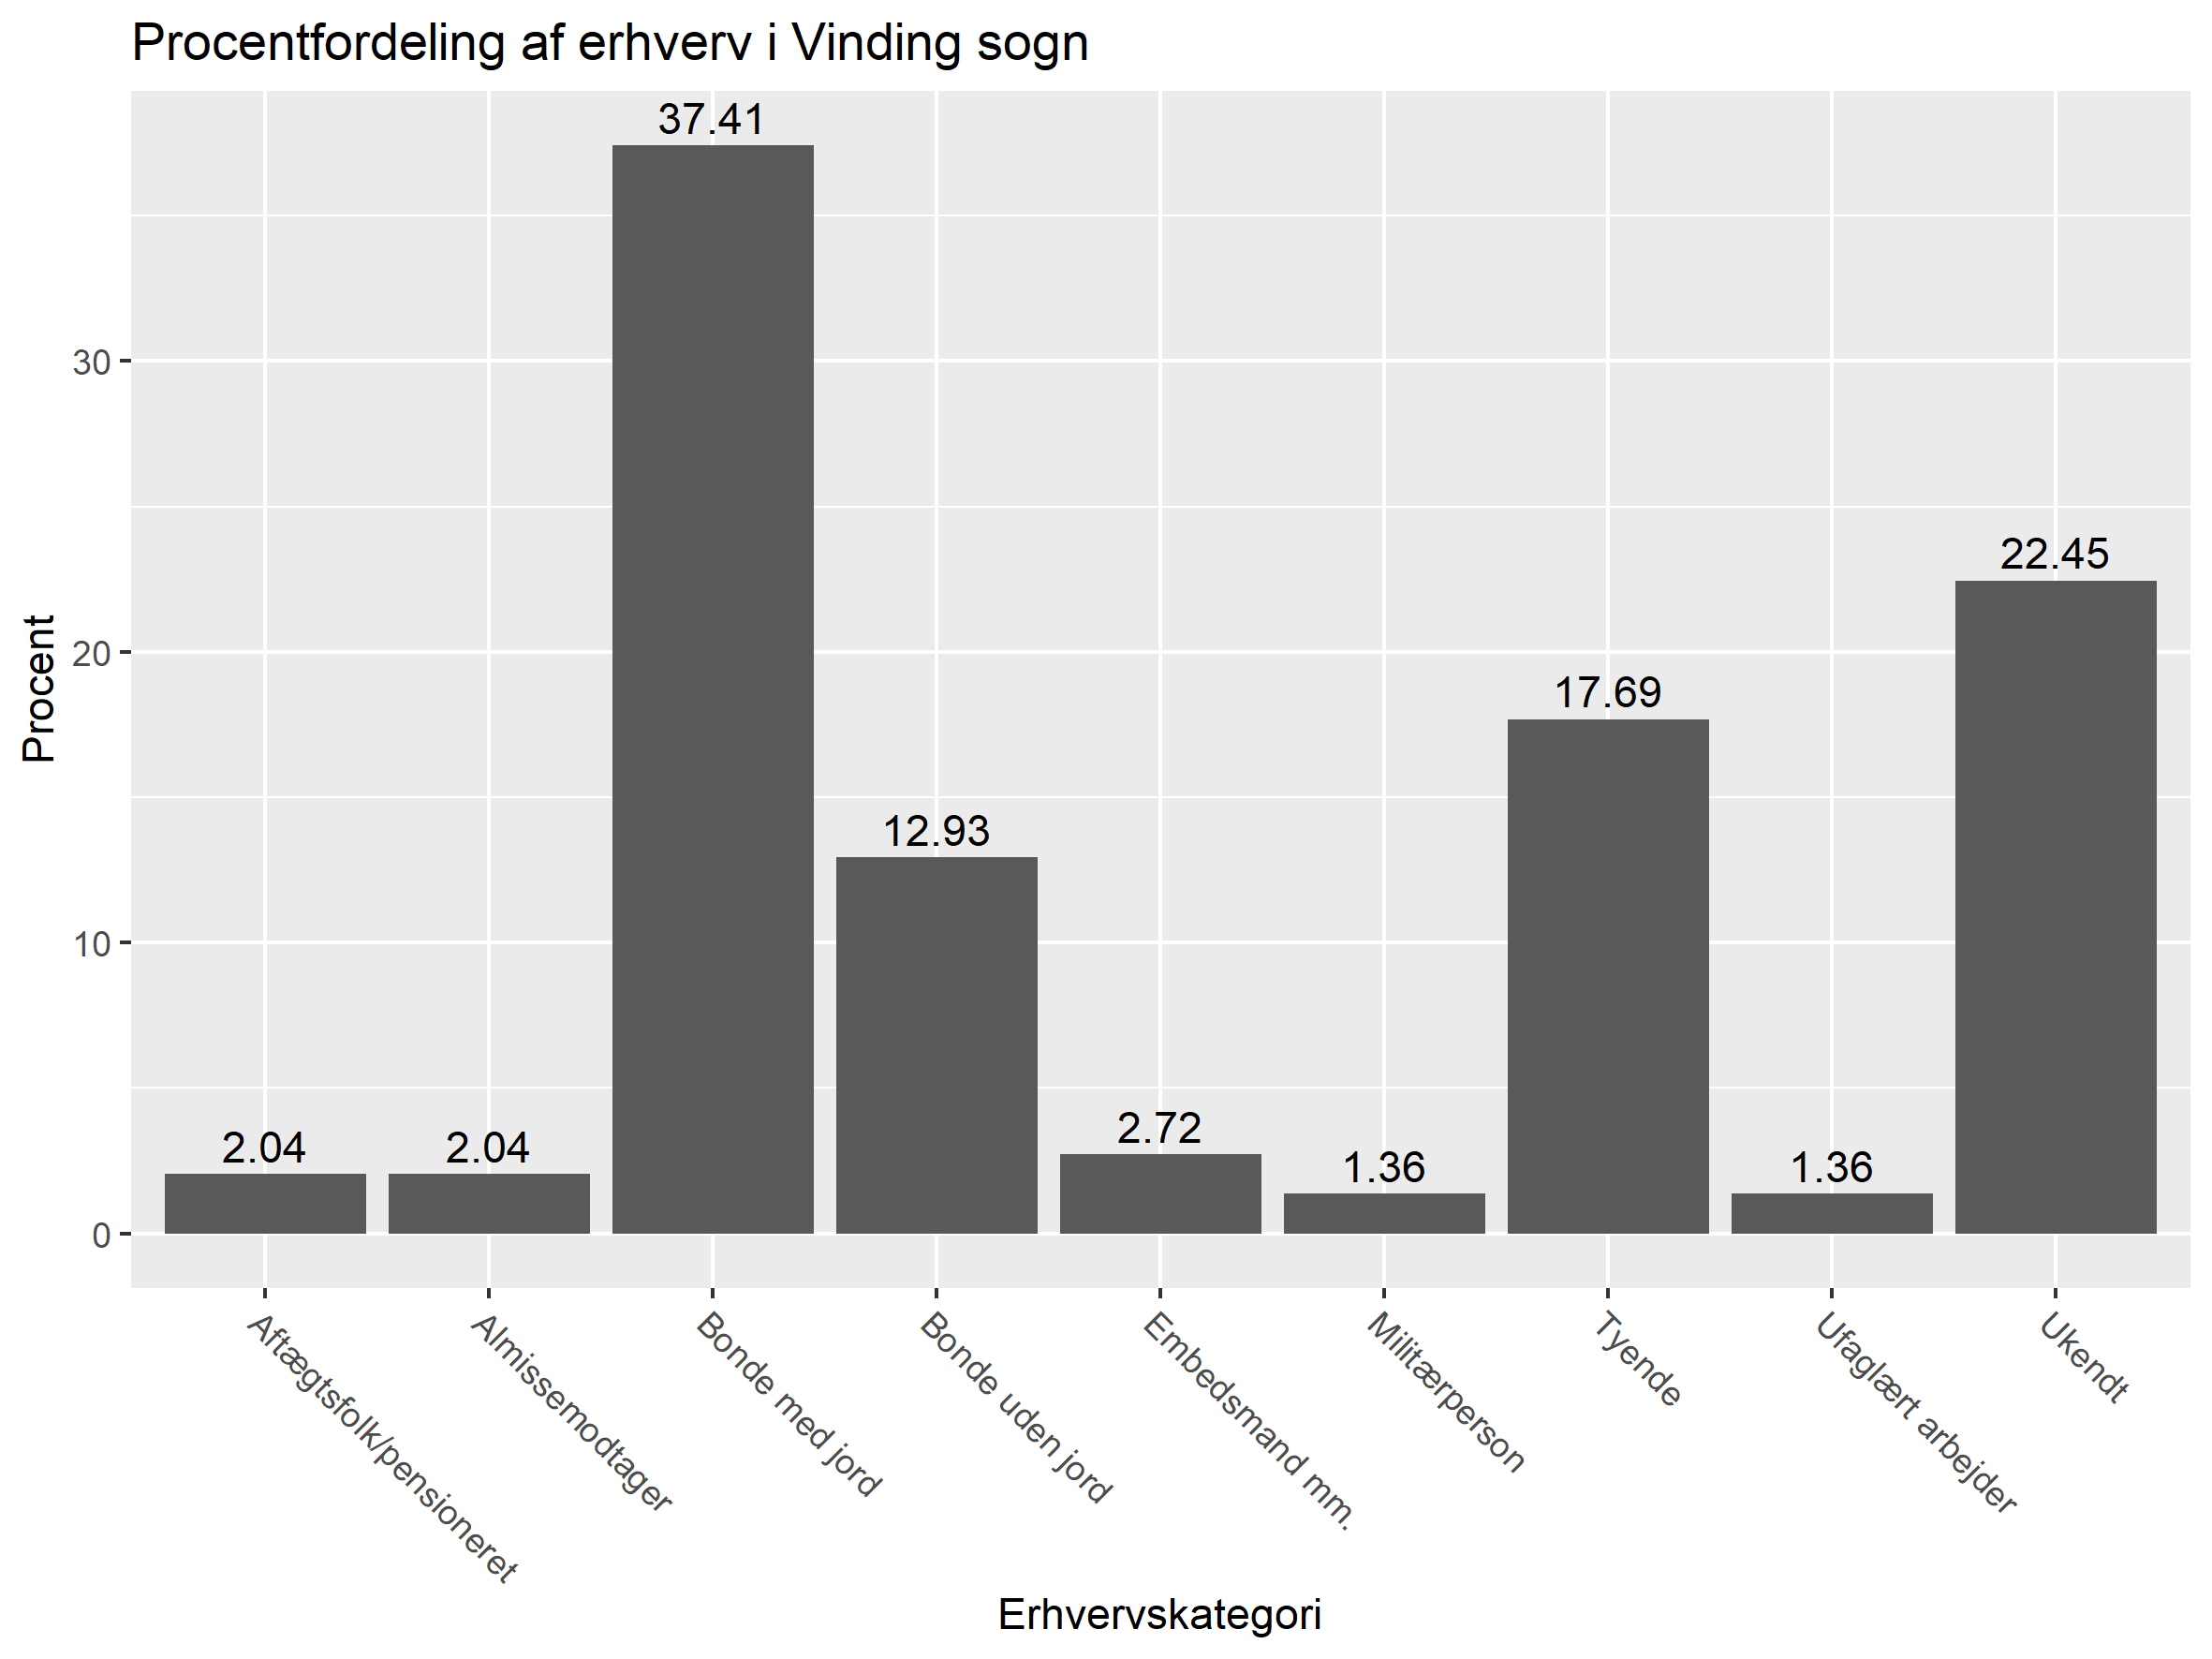 Procentfordeling af erhverv i Vinding sogn
37.41
30
22.45
20
17.69
12.93
10
2.72
2.04
2.04
1.36
1.36
0
Procent
Aftægtsfolk/pensioneret
Almissemodtager
Bonde med jord
Bonde uden jord
Embedsmand mm.
Militærperson
Tyende
Ufaglært arbejder
Ukendt
Erhvervskategori